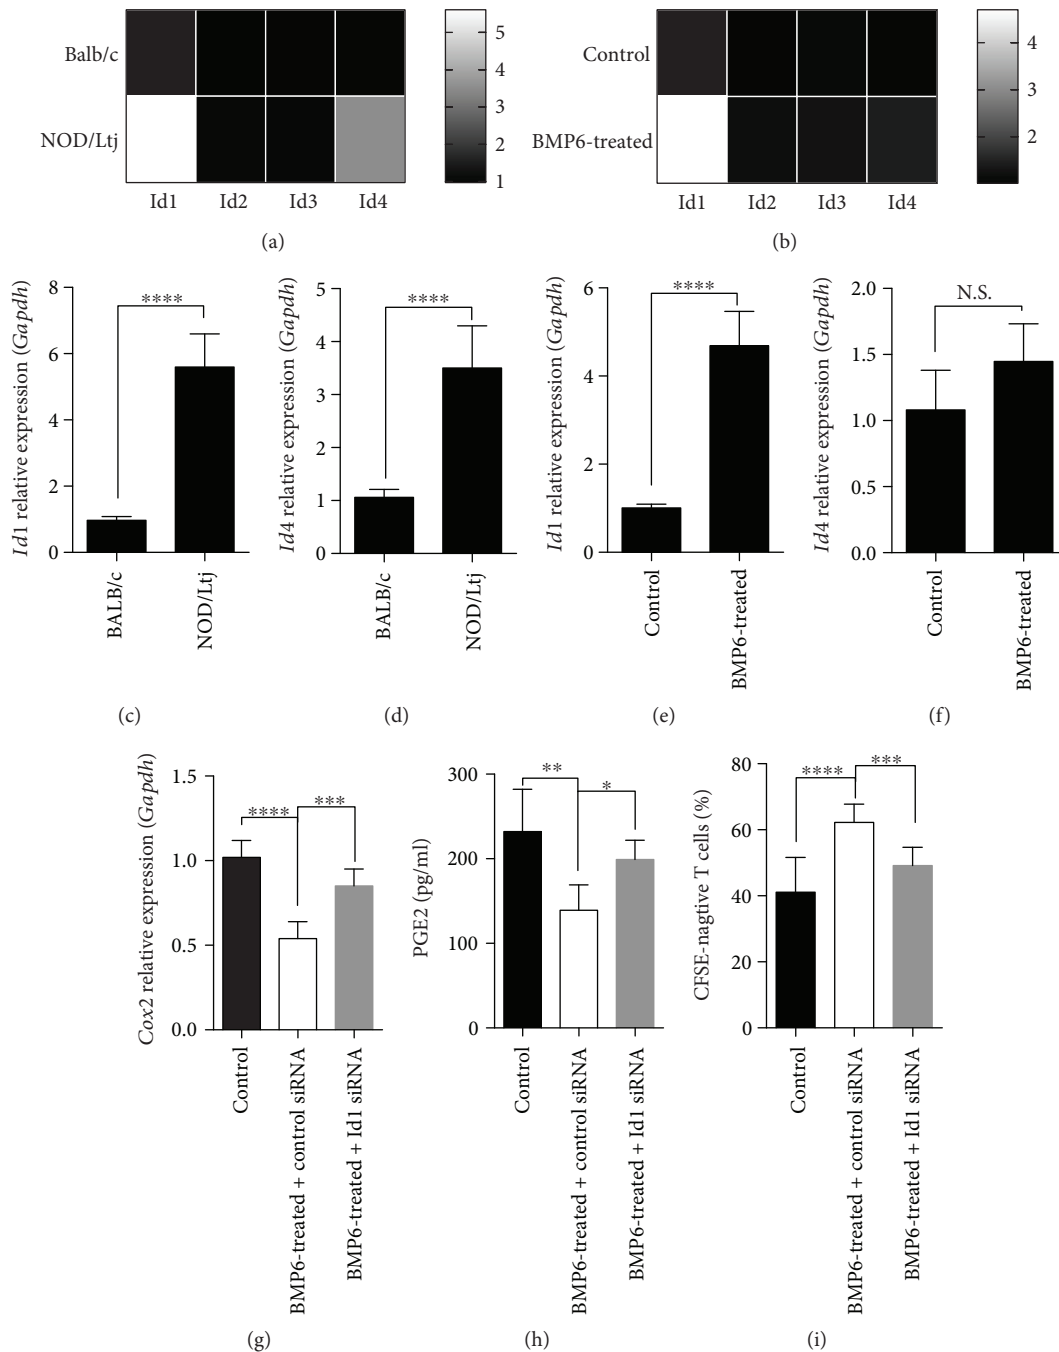 Balb/c
NOD/Ltj
Id1 Id2 Id3 Id4
5
4
3
2
1
(a)
Control
BMP6-treated
Id1 Id2 Id3 Id4
4
3
2
(b)
Id1 relative expression (Gapdh)
8
6
4
2
0
****
BALB/c
NOD/Ltj
(c)
Id4 relative expression (Gapdh)
5
4
3
2
1
0
****
BALB/c
NOD/Ltj
(d)
Id1 relative expression (Gapdh)
6
4
2
0
****
Control
BMP6-treated
(e)
Id4 relative expression (Gapdh)
2.0
1.5
1.0
0.5
0.0
N.S.
Control
BMP6-treated
(f)
Cox2 relative expression (Gapdh)
1.5
1.0
0.5
0.0
**** ***
Control
BMP6-treated + control siRNA
BMP6-treated + Id1 siRNA
(g)
PGE2 (pg/ml)
300
200
100
0
** *
Control
BMP6-treated + control siRNA
BMP6-treated + Id1 siRNA
(h)
CFSE-nagtive T cells (%)
80
60
40
20
0
**** ***
Control
BMP6-treated + control siRNA
BMP6-treated + Id1 siRNA
(i)